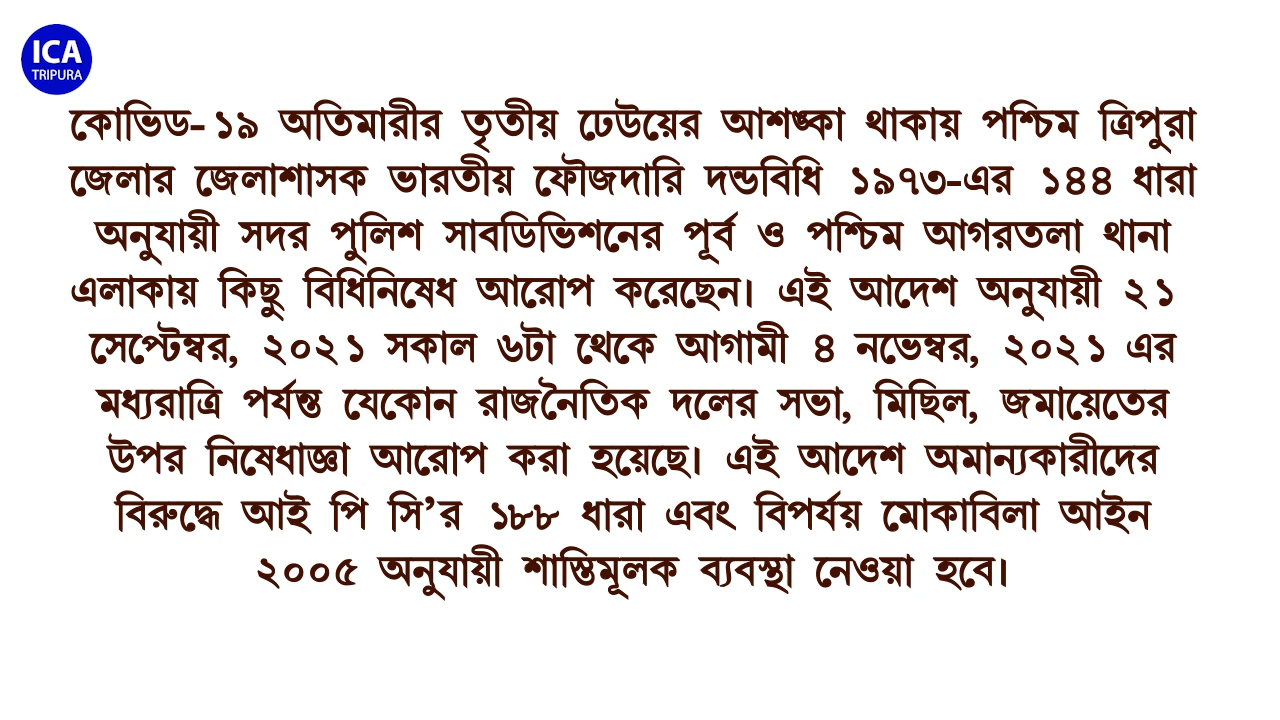 ICA
TRIPURA
কোভিড-১৯ অতিমারীর তৃতীয় ঢেউয়ের আশঙ্কা থাকায় পশ্চিম ত্রিপুরা
জেলার জেলাশাসক ভারতীয় ফৌজদারি দন্ডবিধি ১৯৭৩-এর ১৪৪ ধারা
অনুযায়ী সদর পুলিশ সাবডিভিশনের পূর্ব ও পশ্চিম আগরতলা থানা
এলাকায় কিছু বিধিনিষেধ আরোপ করেছেন। এই আদেশ অনুযায়ী ২১
সেপ্টেম্বর, ২০২১ সকাল ৬টা থেকে আগামী ৪ নভেম্বর, ২০২১ এর
মধ্যরাত্রি পর্যন্ত যেকোন রাজনৈতিক দলের সভা, মিছিল, জমায়েতের
উপর নিষেধাজ্ঞা আরোপ করা হয়েছে। এই আদেশ অমান্যকারীদের
বিরুদ্ধে আই পি সি’র ১৮৮ ধারা এবং বিপর্যয় মোকাবিলা আইন
২০০৫ অনুযায়ী শাস্তিমূলক ব্যবস্থা নেওয়া হবে।